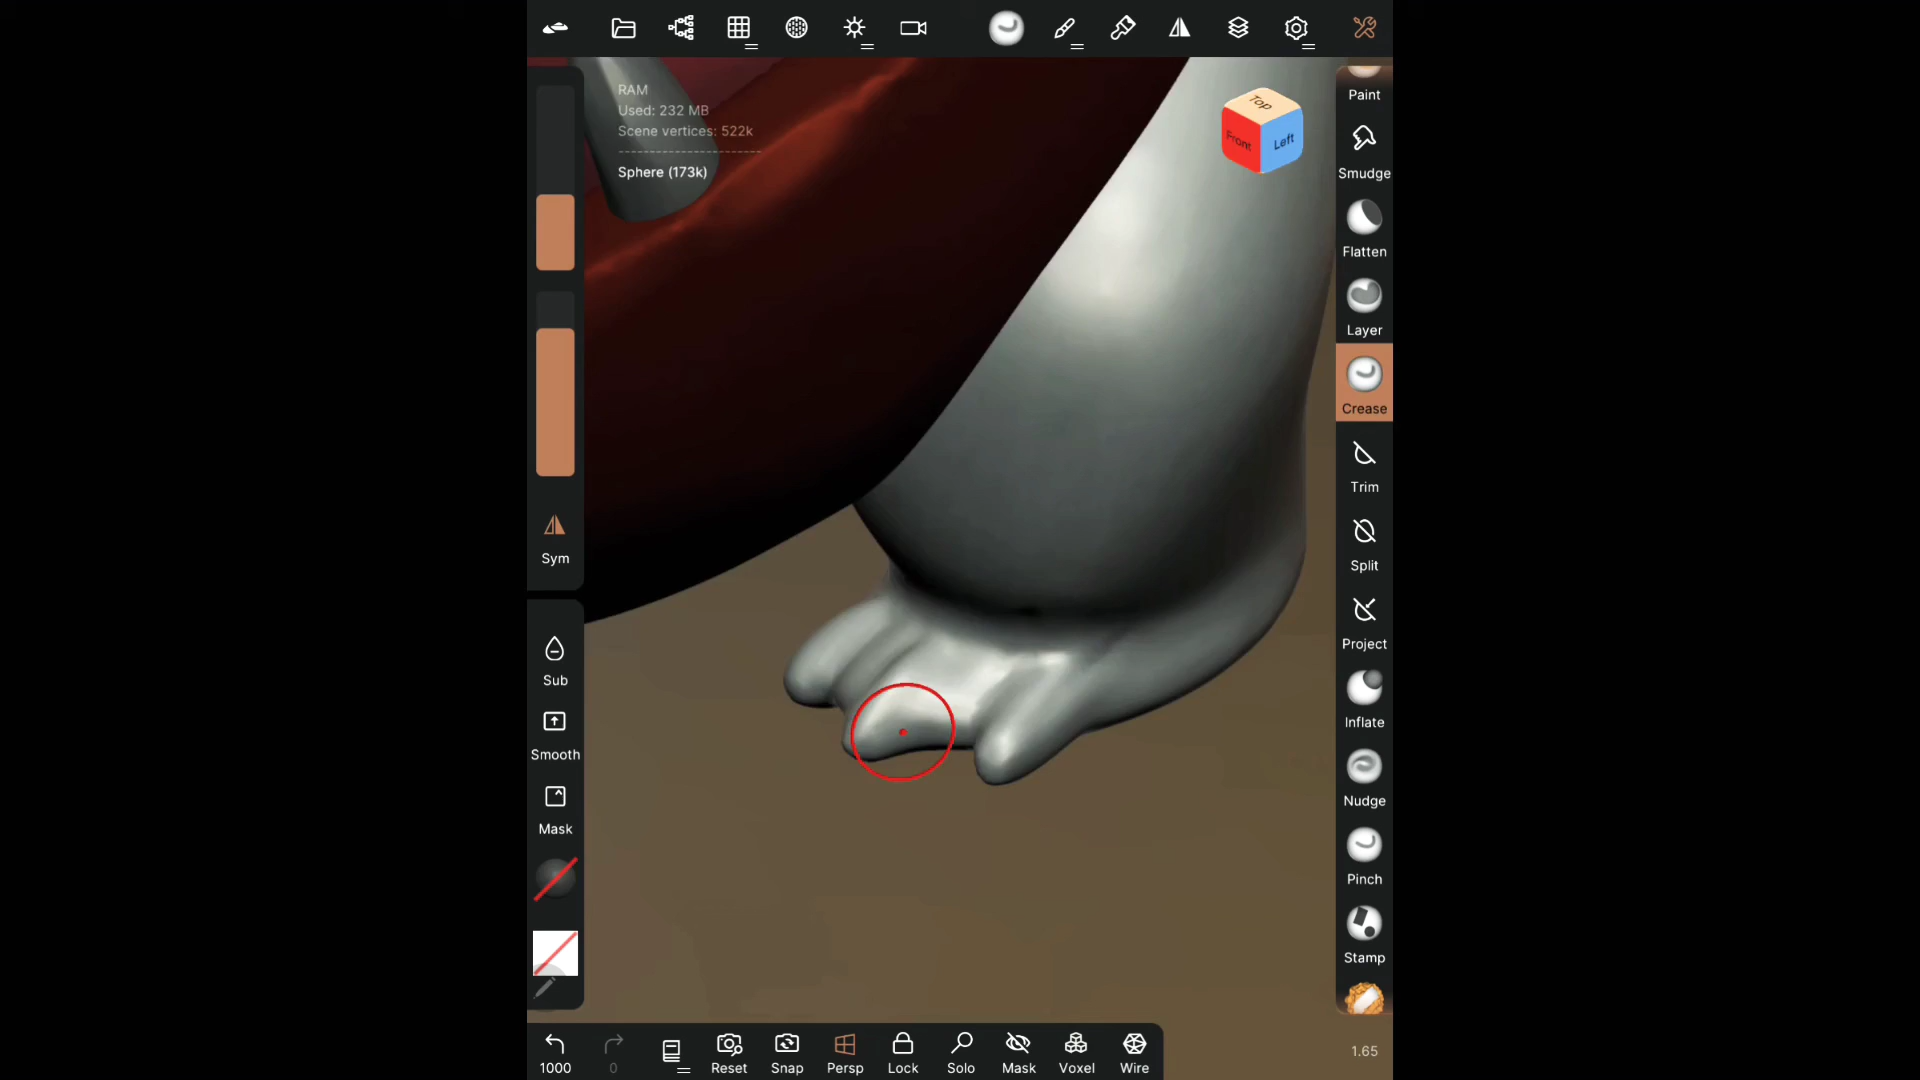 RAM
Used: 232 MB
Scene vertices: 522k
Sphere (173k)
Top
Front
Left
Sym
Sub
Smooth
Mask
Paint
Smudge
Flatten
Layer
Crease
Trim
Split
Project
Inflate
Nudge
Pinch
Stamp
1000
0
Reset
Snap
Persp
Lock
Solo
Mask
Voxel
Wire
1.65